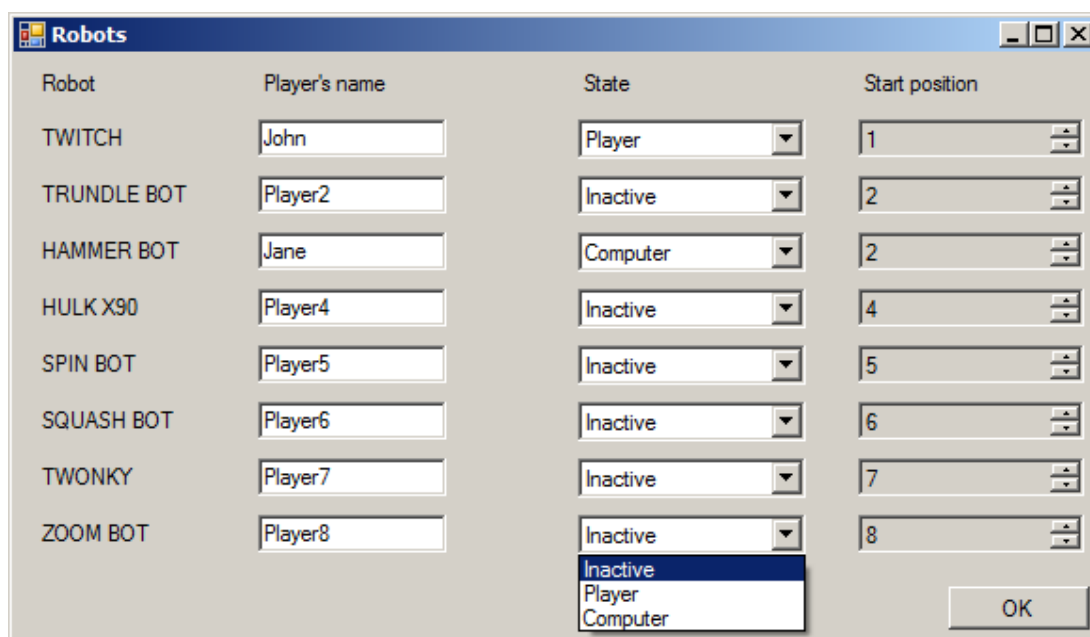 Robots
Robot Player's name State Start position
TWITCH John Player 1
TRUNDLE BOT Player2 Inactive 2
HAMMER BOT Jane Computer 2
HULK X90 Player4 Inactive 4
SPIN BOT Player5 Inactive 5
SQUASH BOT Player6 Inactive 6
TWONKY Player7 Inactive 7
ZOOM BOT Player8 Inactive 8
Inactive
Player
Computer
OK